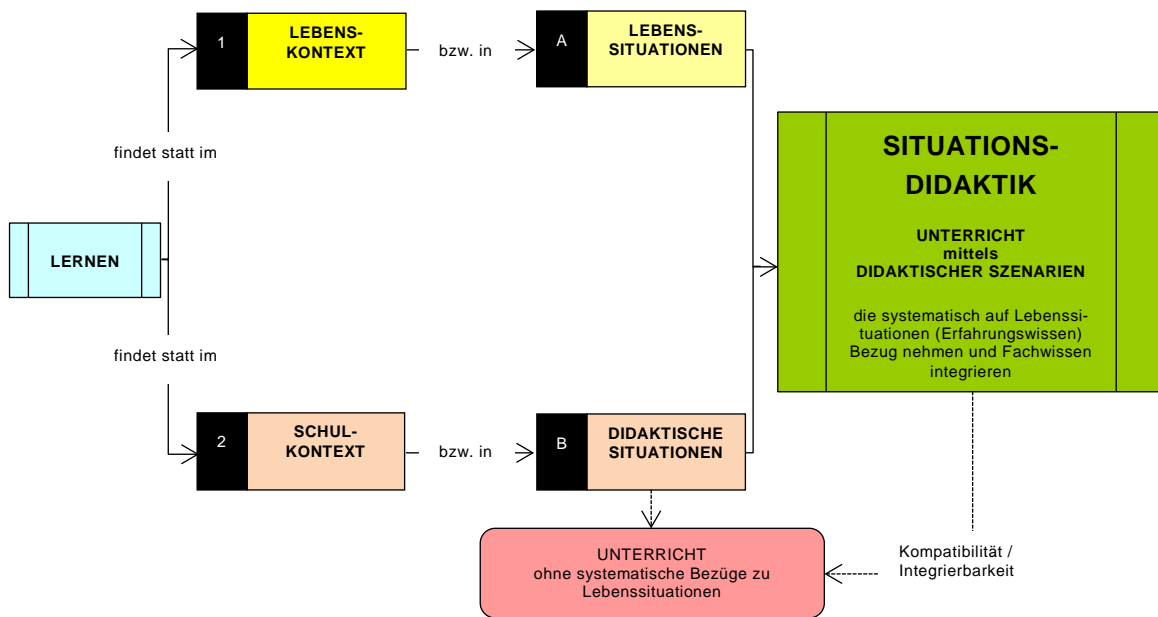 1
LEBENS-
KONTEXT
bzw. in
A
LEBENS-
SITUATIONEN
findet statt im
LERNEN
findet statt im
2
SCHUL-
KONTEXT
bzw. in
B
DIDAKTISCHE
SITUATIONEN
SITUATIONS-
DIDAKTIK
UNTERRICHT
mittels
DIDAKTISCHER SZENARIEN
die systematisch auf Lebenssi-
tuationen (Erfahrungswissen)
Bezug nehmen und Fachwissen
integrieren
UNTERRICHT
ohne systematische Bezüge zu
Lebenssituationen
Kompatibilität /
Integrierbarkeit